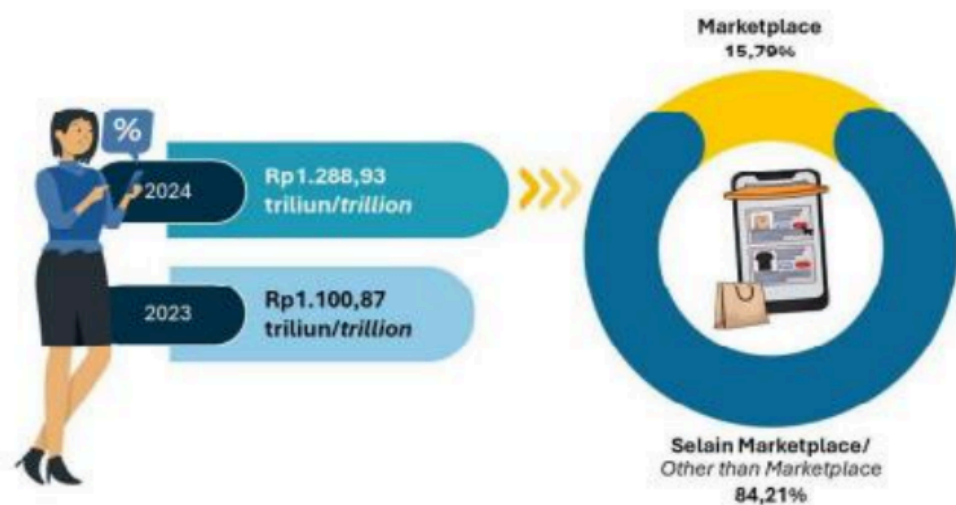 Marketplace
15,79%
%
2024
Rp1.288,93
triliun/trillion
2023
Rp1.100,87
triliun/trillion
Selain Marketplace/
Other than Marketplace
84,21%